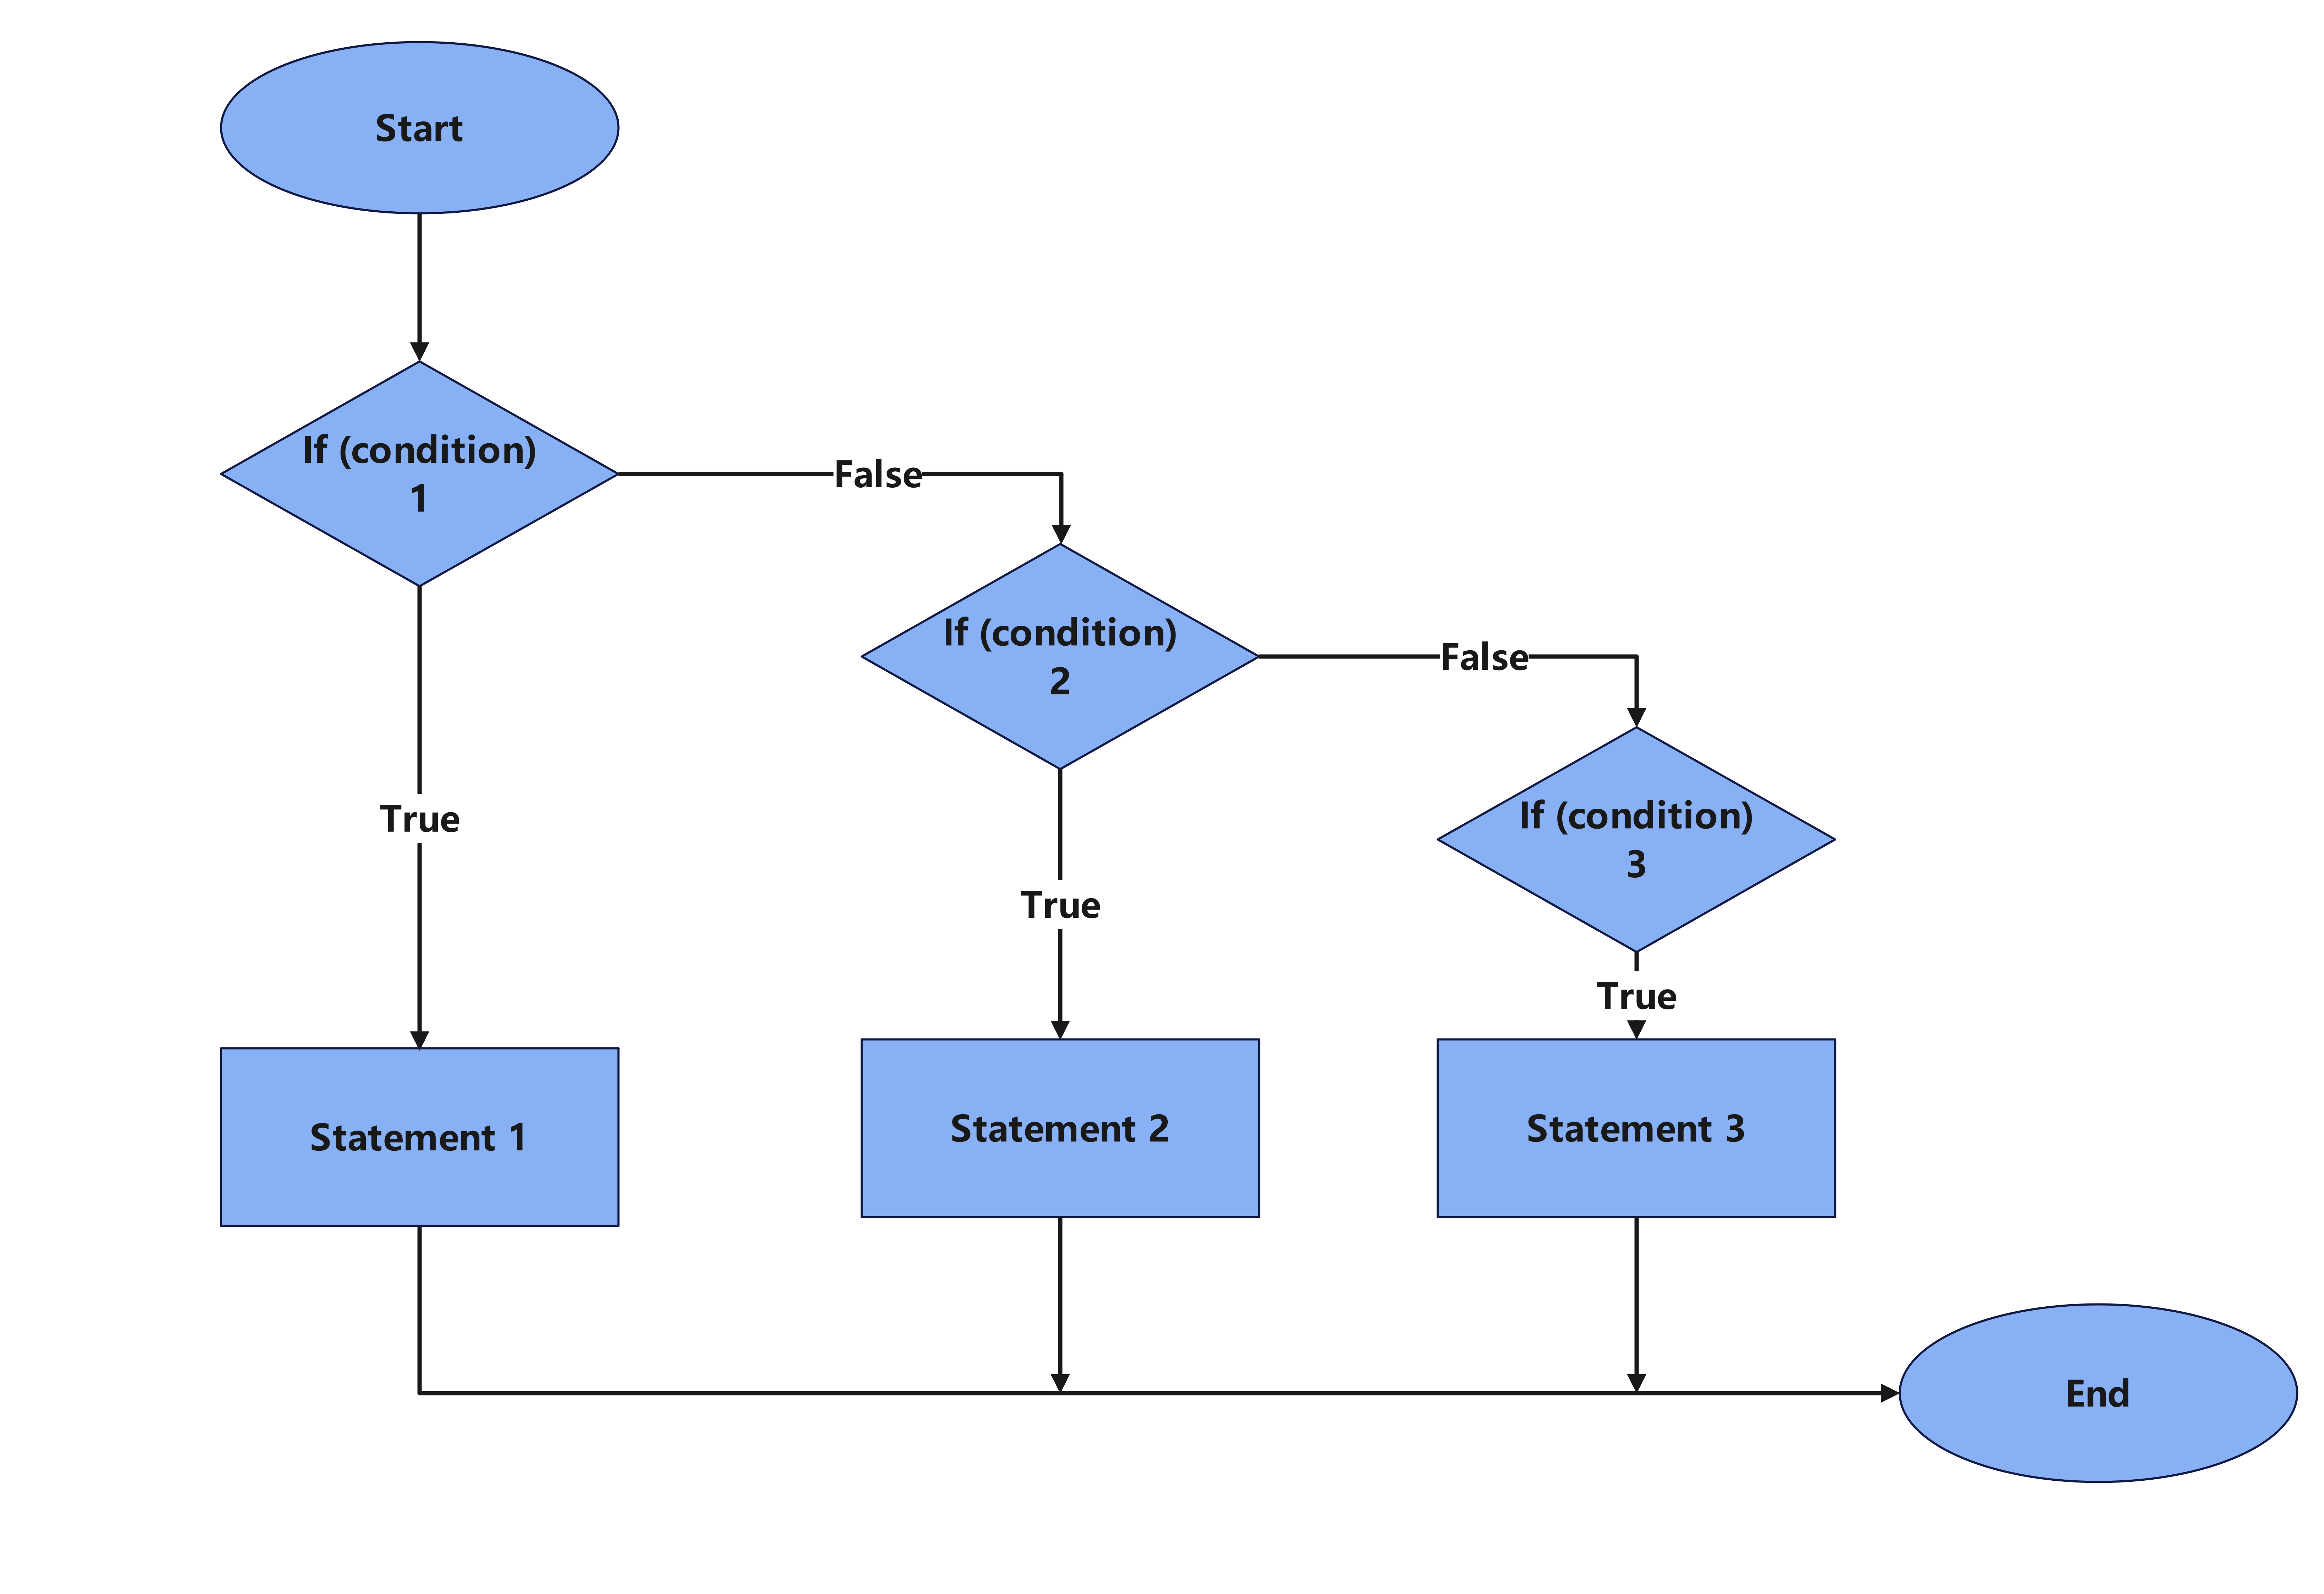 Start
If (condition)
1
False
If (condition)
2
False
If (condition)
3
True
True
True
Statement 1
Statement 2
Statement 3
End